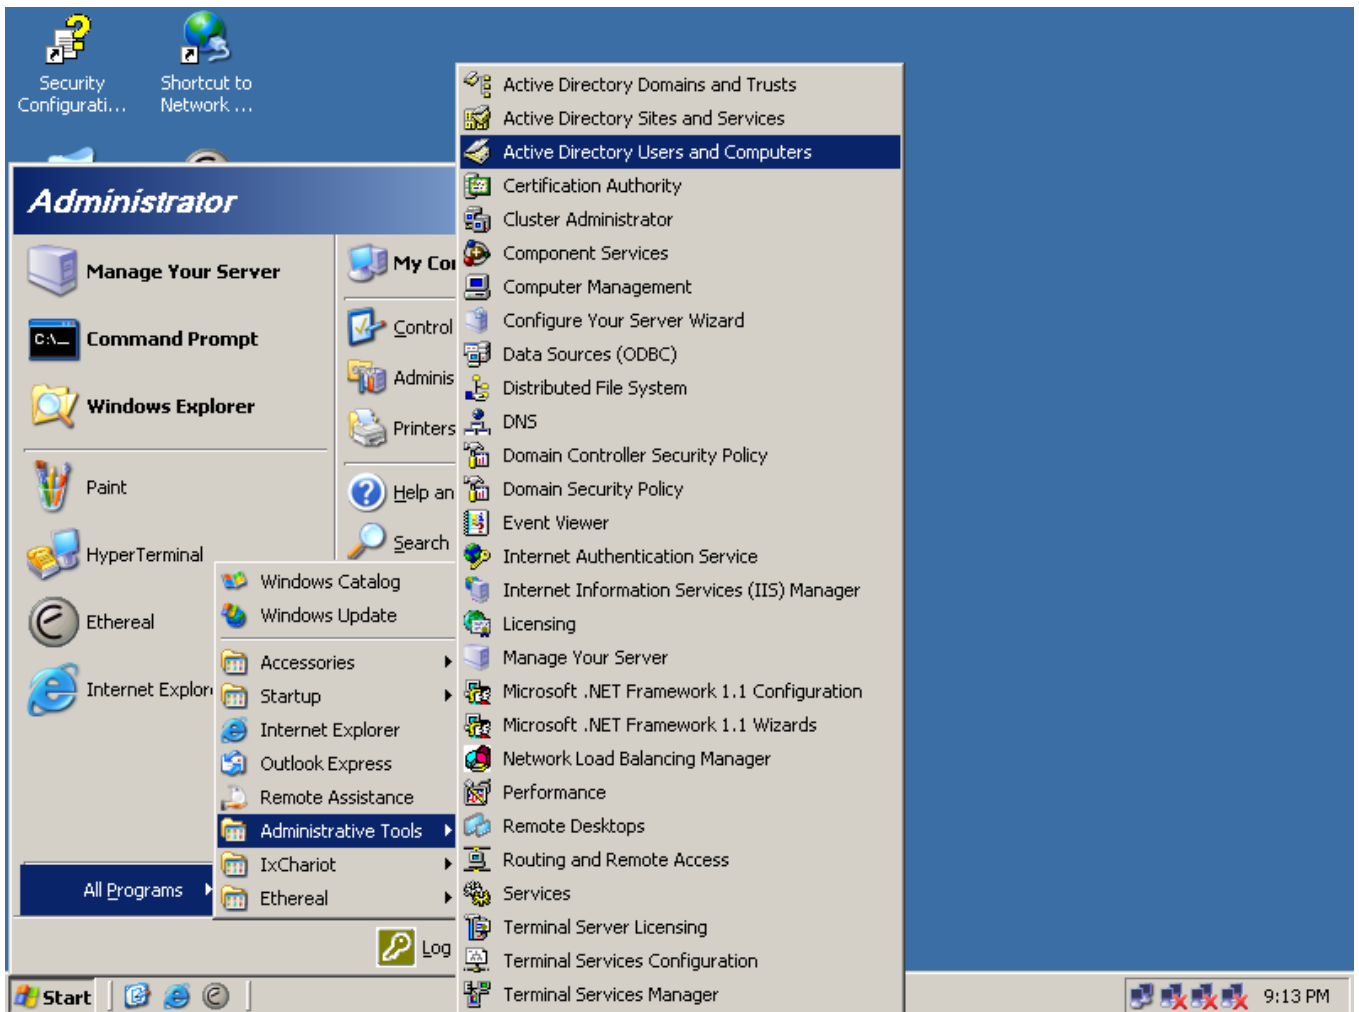 Security
Configurati...
Shortcut to
Network ...
Administrator
Manage Your Server
Command Prompt
Windows Explorer
Paint
HyperTerminal
Ethereal
Internet Explor
All Programs
My Co
Control
Adminis
Printers
Help an
Search
Log
Windows Catalog
Windows Update
Accessories
Startup
Internet Explorer
Outlook Express
Remote Assistance
Administrative Tools
IxChariot
Ethereal
Active Directory Domains and Trusts
Active Directory Sites and Services
Active Directory Users and Computers
Certification Authority
Cluster Administrator
Component Services
Computer Management
Configure Your Server Wizard
Data Sources (ODBC)
Distributed File System
DNS
Domain Controller Security Policy
Domain Security Policy
Event Viewer
Internet Authentication Service
Internet Information Services (IIS) Manager
Licensing
Manage Your Server
Microsoft .NET Framework 1.1 Configuration
Microsoft .NET Framework 1.1 Wizards
Network Load Balancing Manager
Performance
Remote Desktops
Routing and Remote Access
Services
Terminal Server Licensing
Terminal Services Configuration
Terminal Services Manager
Start
9:13 PM